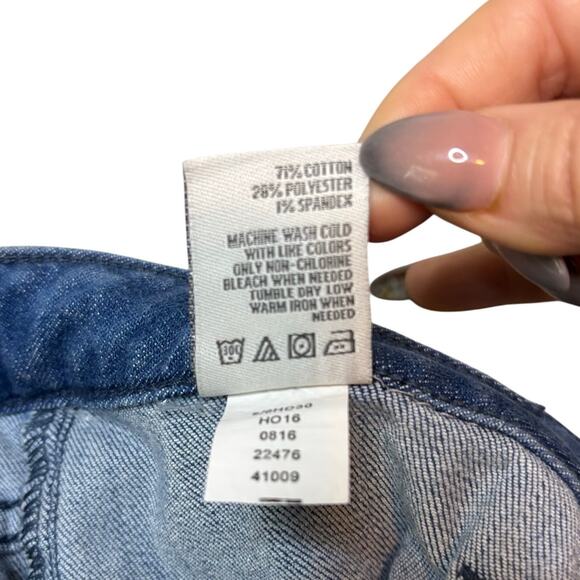 71% COTTON
28% POLYESTER
1% SPANDEX
MACHINE WASH COLD
WITH LIKE COLORS
ONLY NON-CHLORINE
BLEACH WHEN NEEDED
TUMBLE DRY LOW
WARM IRON WHEN
NEEDED
30C
HO16
0816
22476
41009